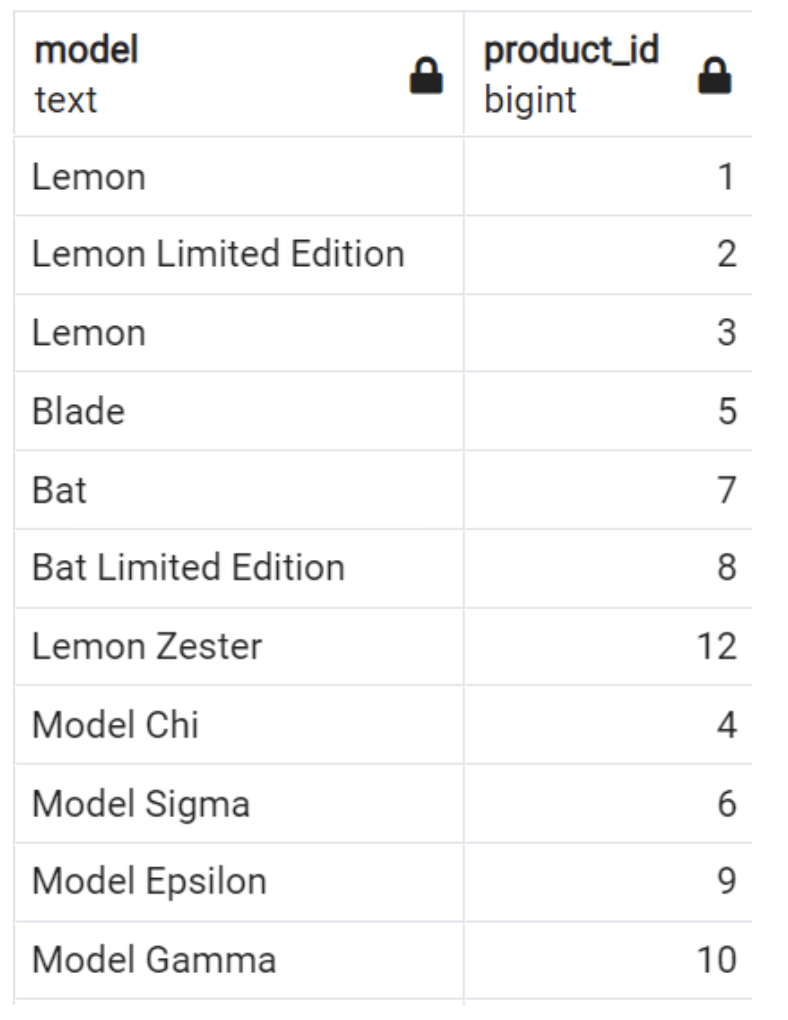 model product_id
text bigint
Lemon 1
Lemon Limited Edition 2
Lemon 3
Blade 5
Bat 7
Bat Limited Edition 8
Lemon Zester 12
Model Chi 4
Model Sigma 6
Model Epsilon 9
Model Gamma 10